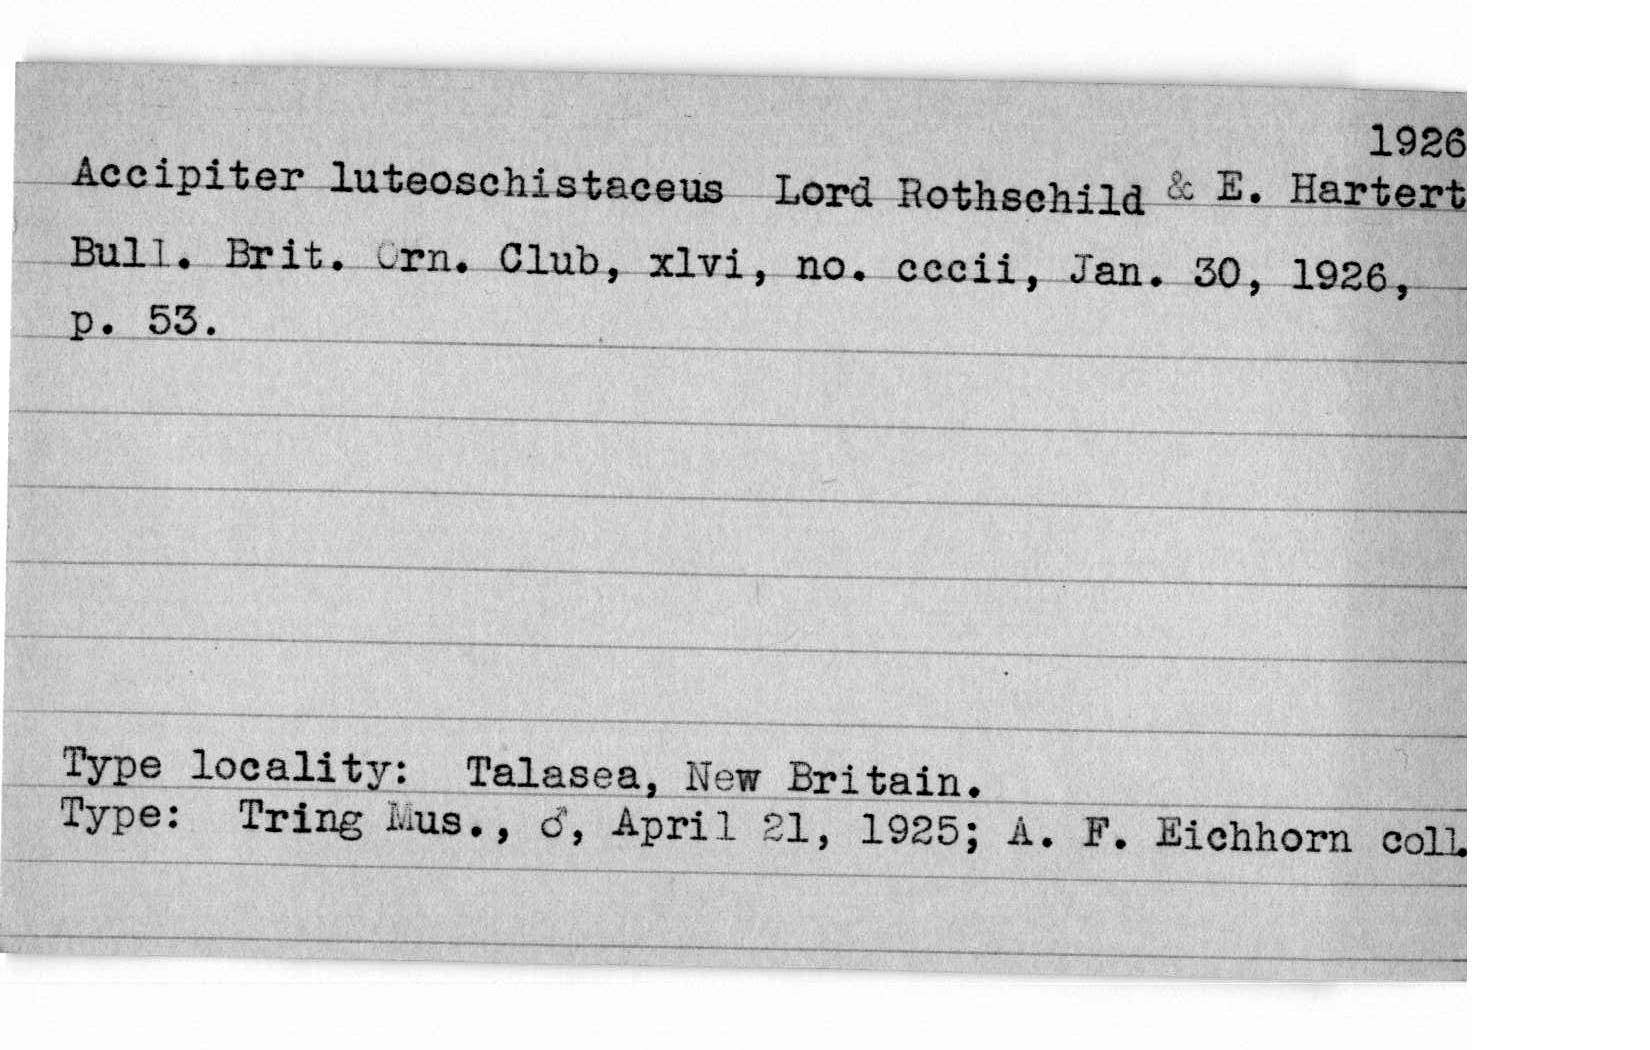 1926
Accipiter luteoschistaceus Lord Rothschild & E. Hartert
Bull. Brit. Orn. Club, xlvi, no. cccii, Jan. 30, 1926,
p. 53.
Type locality: Talasea, New Britain.
Type: Tring Mus., ♂, April 21, 1925; A. F. Eichhorn coll.